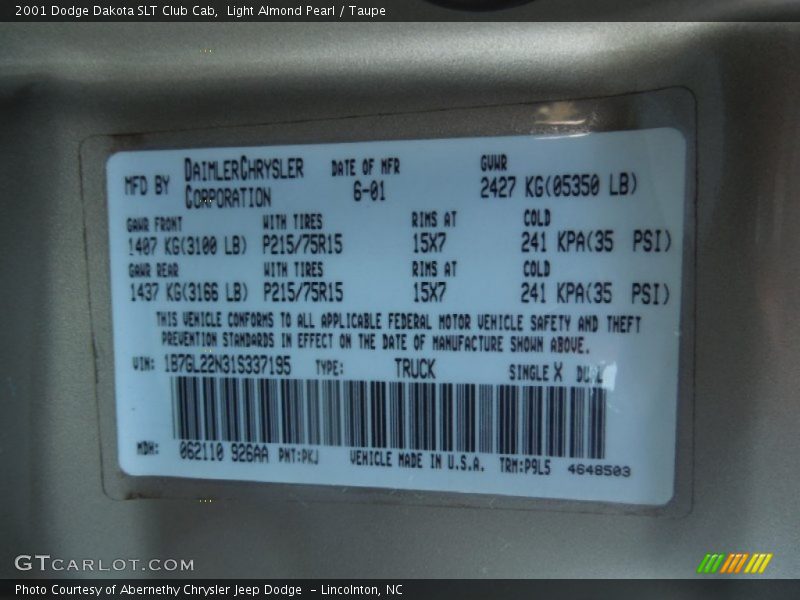 2001 Dodge Dakota SLT Club Cab,  Light Almond Pearl / Taupe
MFD BY DAIMLERCHRYSLER CORPORATION DATE OF MFR 6-01 GVWR 2427 KG(05350 LB)
GAWR FRONT WITH TIRES RIMS AT COLD
1407 KG(3100 LB) P215/75R15 15X7 241 KPA(35 PSI)
GAWR REAR WITH TIRES RIMS AT COLD
1437 KG(3166 LB) P215/75R15 15X7 241 KPA(35 PSI)
THIS VEHICLE CONFORMS TO ALL APPLICABLE FEDERAL MOTOR VEHICLE SAFETY AND THEFT
PREVENTION STANDARDS IN EFFECT ON THE DATE OF MANUFACTURE SHOWN ABOVE.
VIN: 1B7GL22N31S337195 TYPE: TRUCK SINGLE X DUAL
MDH: 062110 926AA PNT:PKJ VEHICLE MADE IN U.S.A. TRM:P9L5 4648503
GTCARLOT.COM
Photo Courtesy of Abernethy Chrysler Jeep Dodge  - Lincolnton, NC